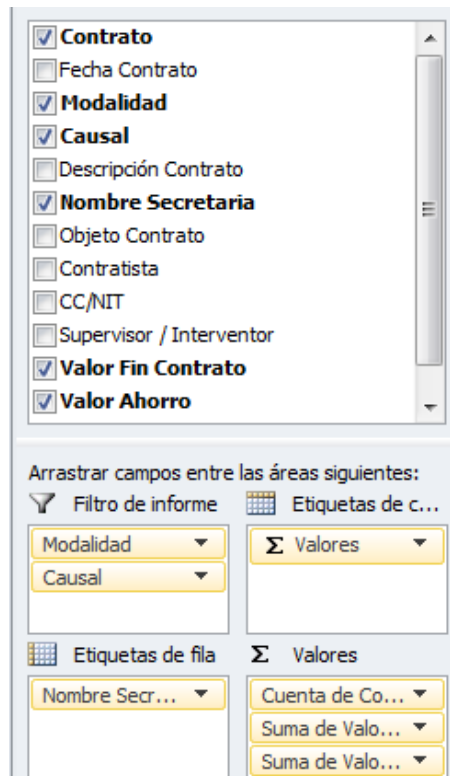 Contrato
Fecha Contrato
Modalidad
Causal
Descripción Contrato
Nombre Secretaria
Objeto Contrato
Contratista
CC/NIT
Supervisor / Interventor
Valor Fin Contrato
Valor Ahorro
Arrastrar campos entre las áreas siguientes:
Filtro de informe
Etiquetas de c...
Modalidad
Causal
Σ Valores
Etiquetas de fila
Σ Valores
Nombre Secr...
Cuenta de Co...
Suma de Valo...
Suma de Valo...